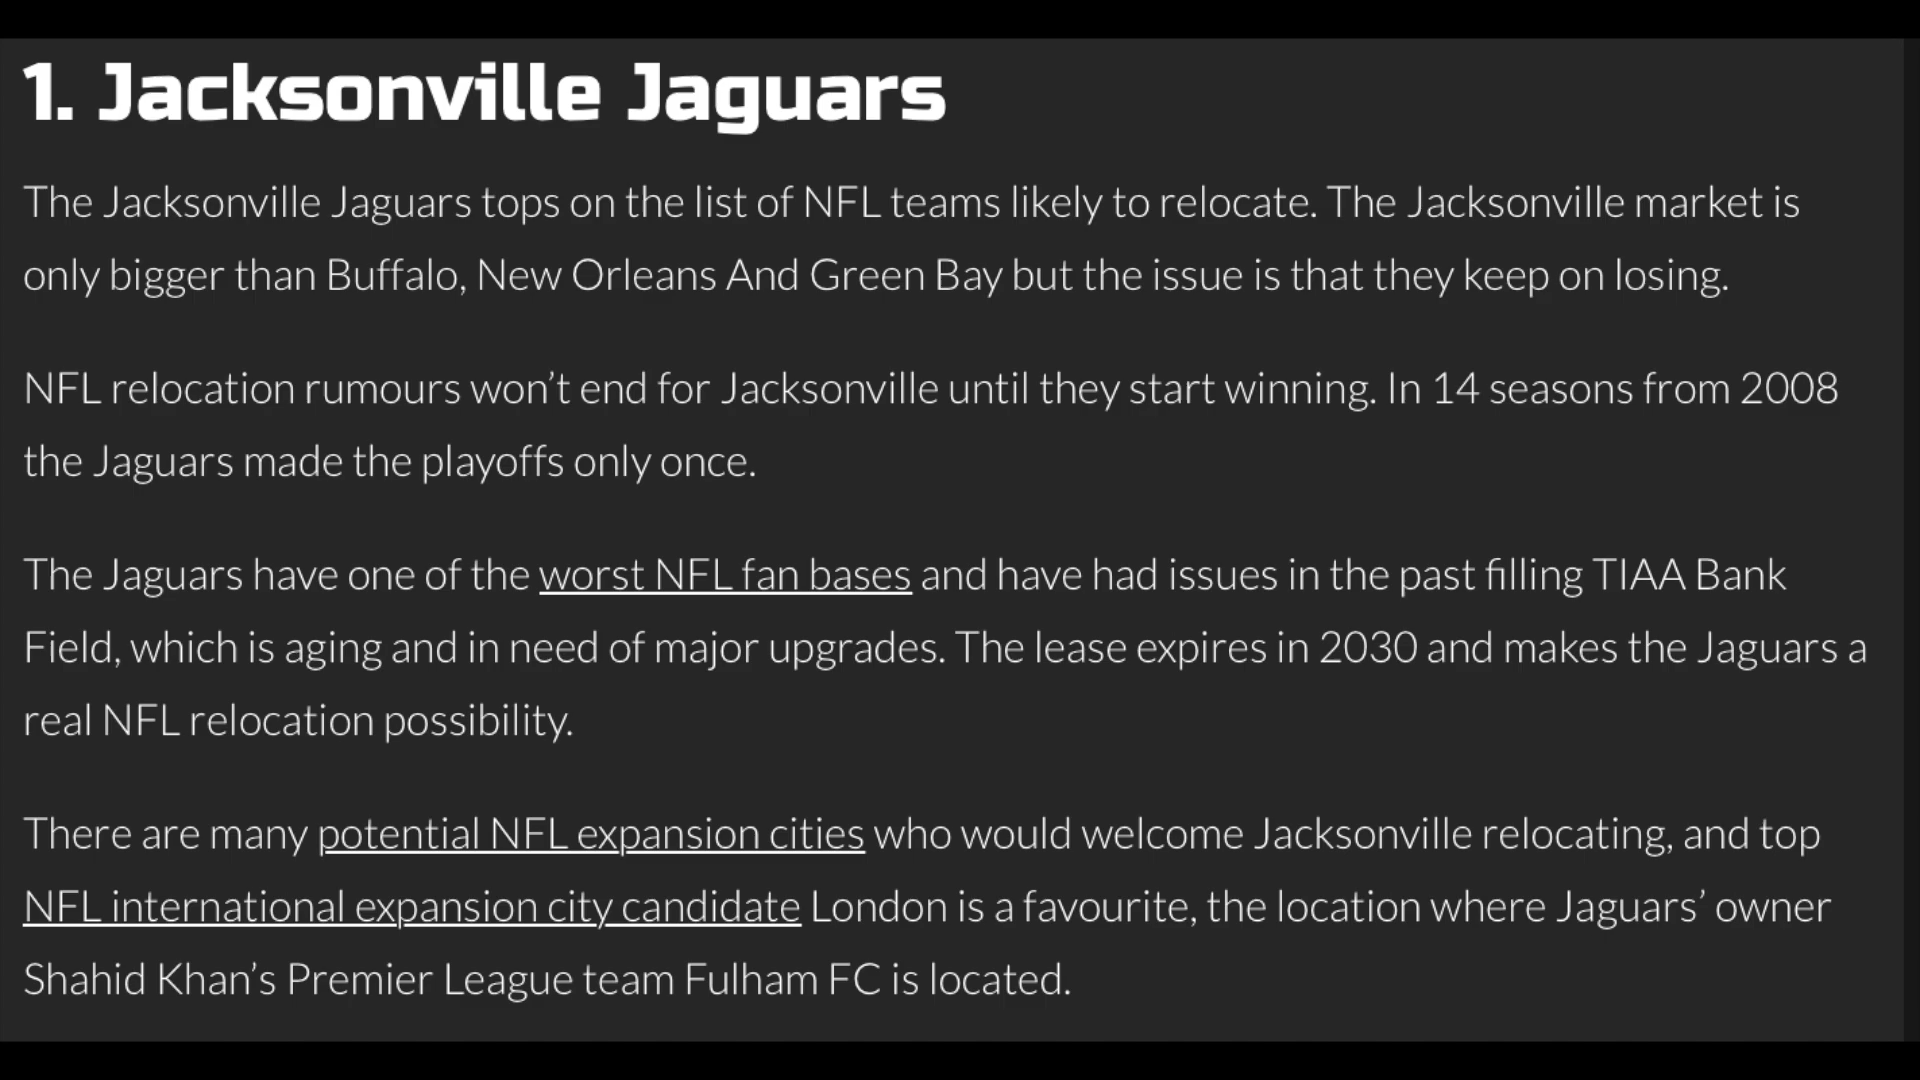 1. Jacksonville Jaguars
The Jacksonville Jaguars tops on the list of NFL teams likely to relocate. The Jacksonville market is
only bigger than Buffalo, New Orleans And Green Bay but the issue is that they keep on losing.
NFL relocation rumours won’t end for Jacksonville until they start winning. In 14 seasons from 2008
the Jaguars made the playoffs only once.
The Jaguars have one of the worst NFL fan bases and have had issues in the past filling TIAA Bank
Field, which is aging and in need of major upgrades. The lease expires in 2030 and makes the Jaguars a
real NFL relocation possibility.
There are many potential NFL expansion cities who would welcome Jacksonville relocating, and top
NFL international expansion city candidate London is a favourite, the location where Jaguars’ owner
Shahid Khan’s Premier League team Fulham FC is located.